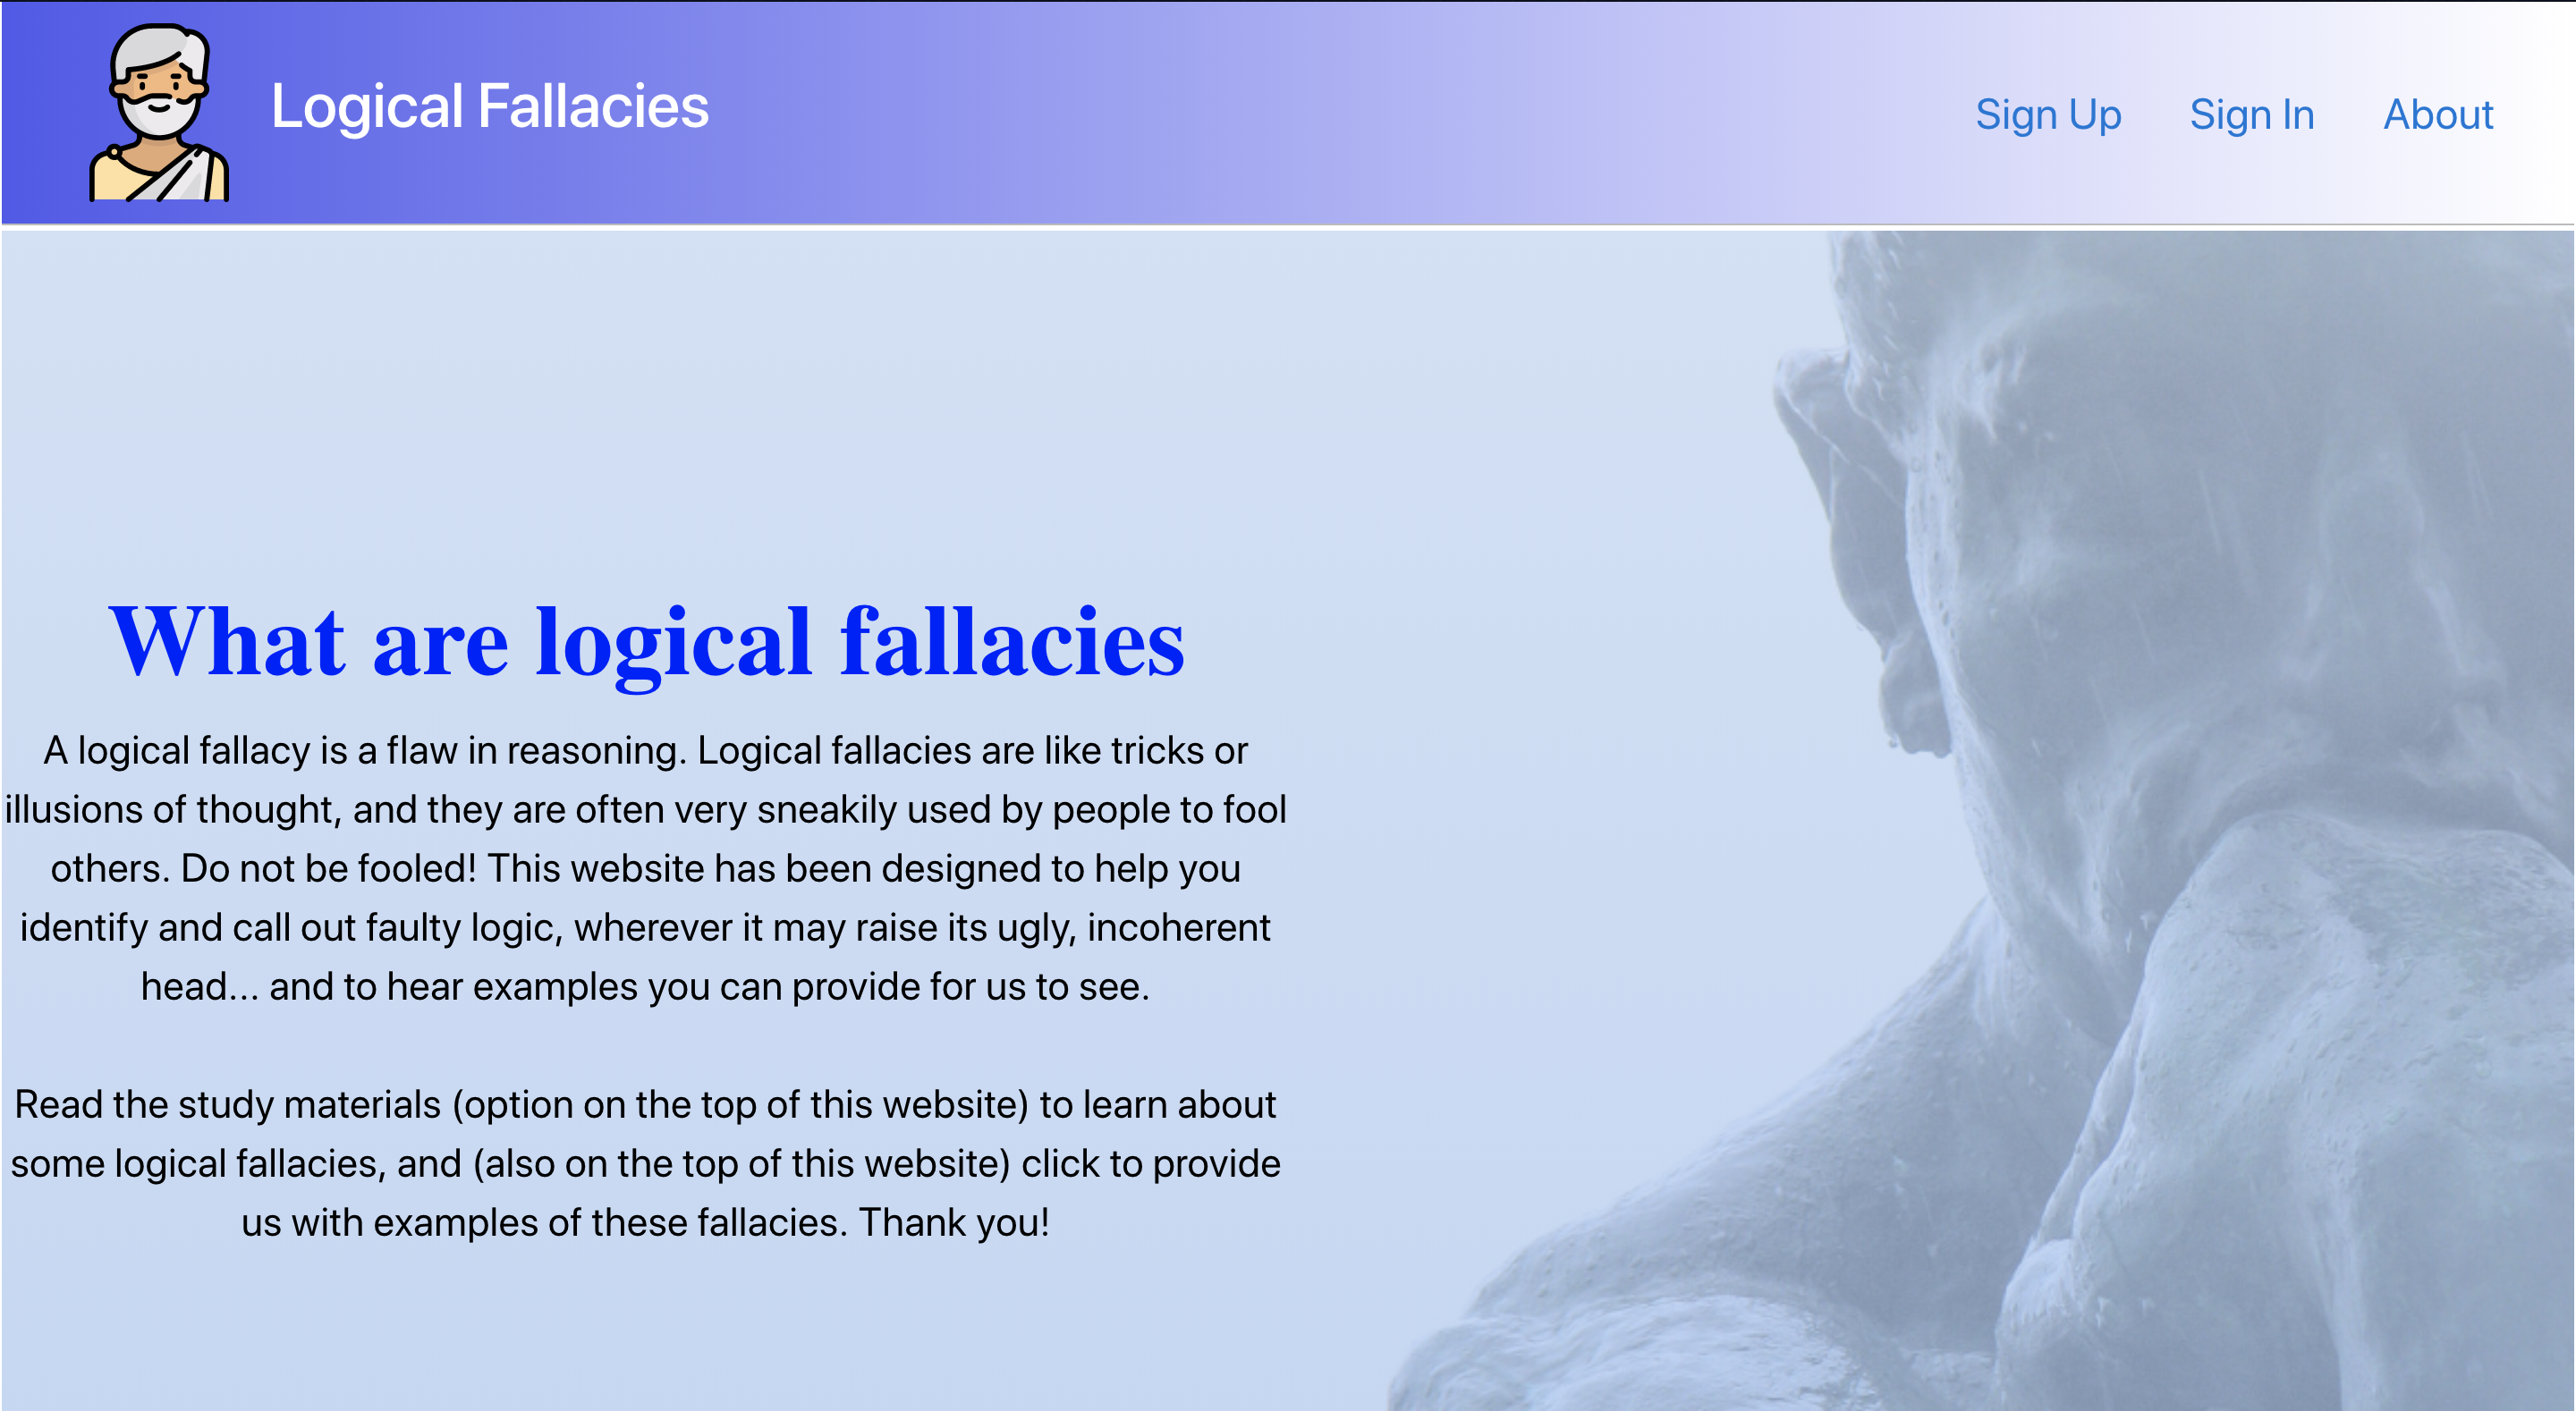 Logical Fallacies
Sign Up
Sign In
About
What are logical fallacies
A logical fallacy is a flaw in reasoning. Logical fallacies are like tricks or
illusions of thought, and they are often very sneakily used by people to fool
others. Do not be fooled! This website has been designed to help you
identify and call out faulty logic, wherever it may raise its ugly, incoherent
head... and to hear examples you can provide for us to see.
Read the study materials (option on the top of this website) to learn about
some logical fallacies, and (also on the top of this website) click to provide
us with examples of these fallacies. Thank you!